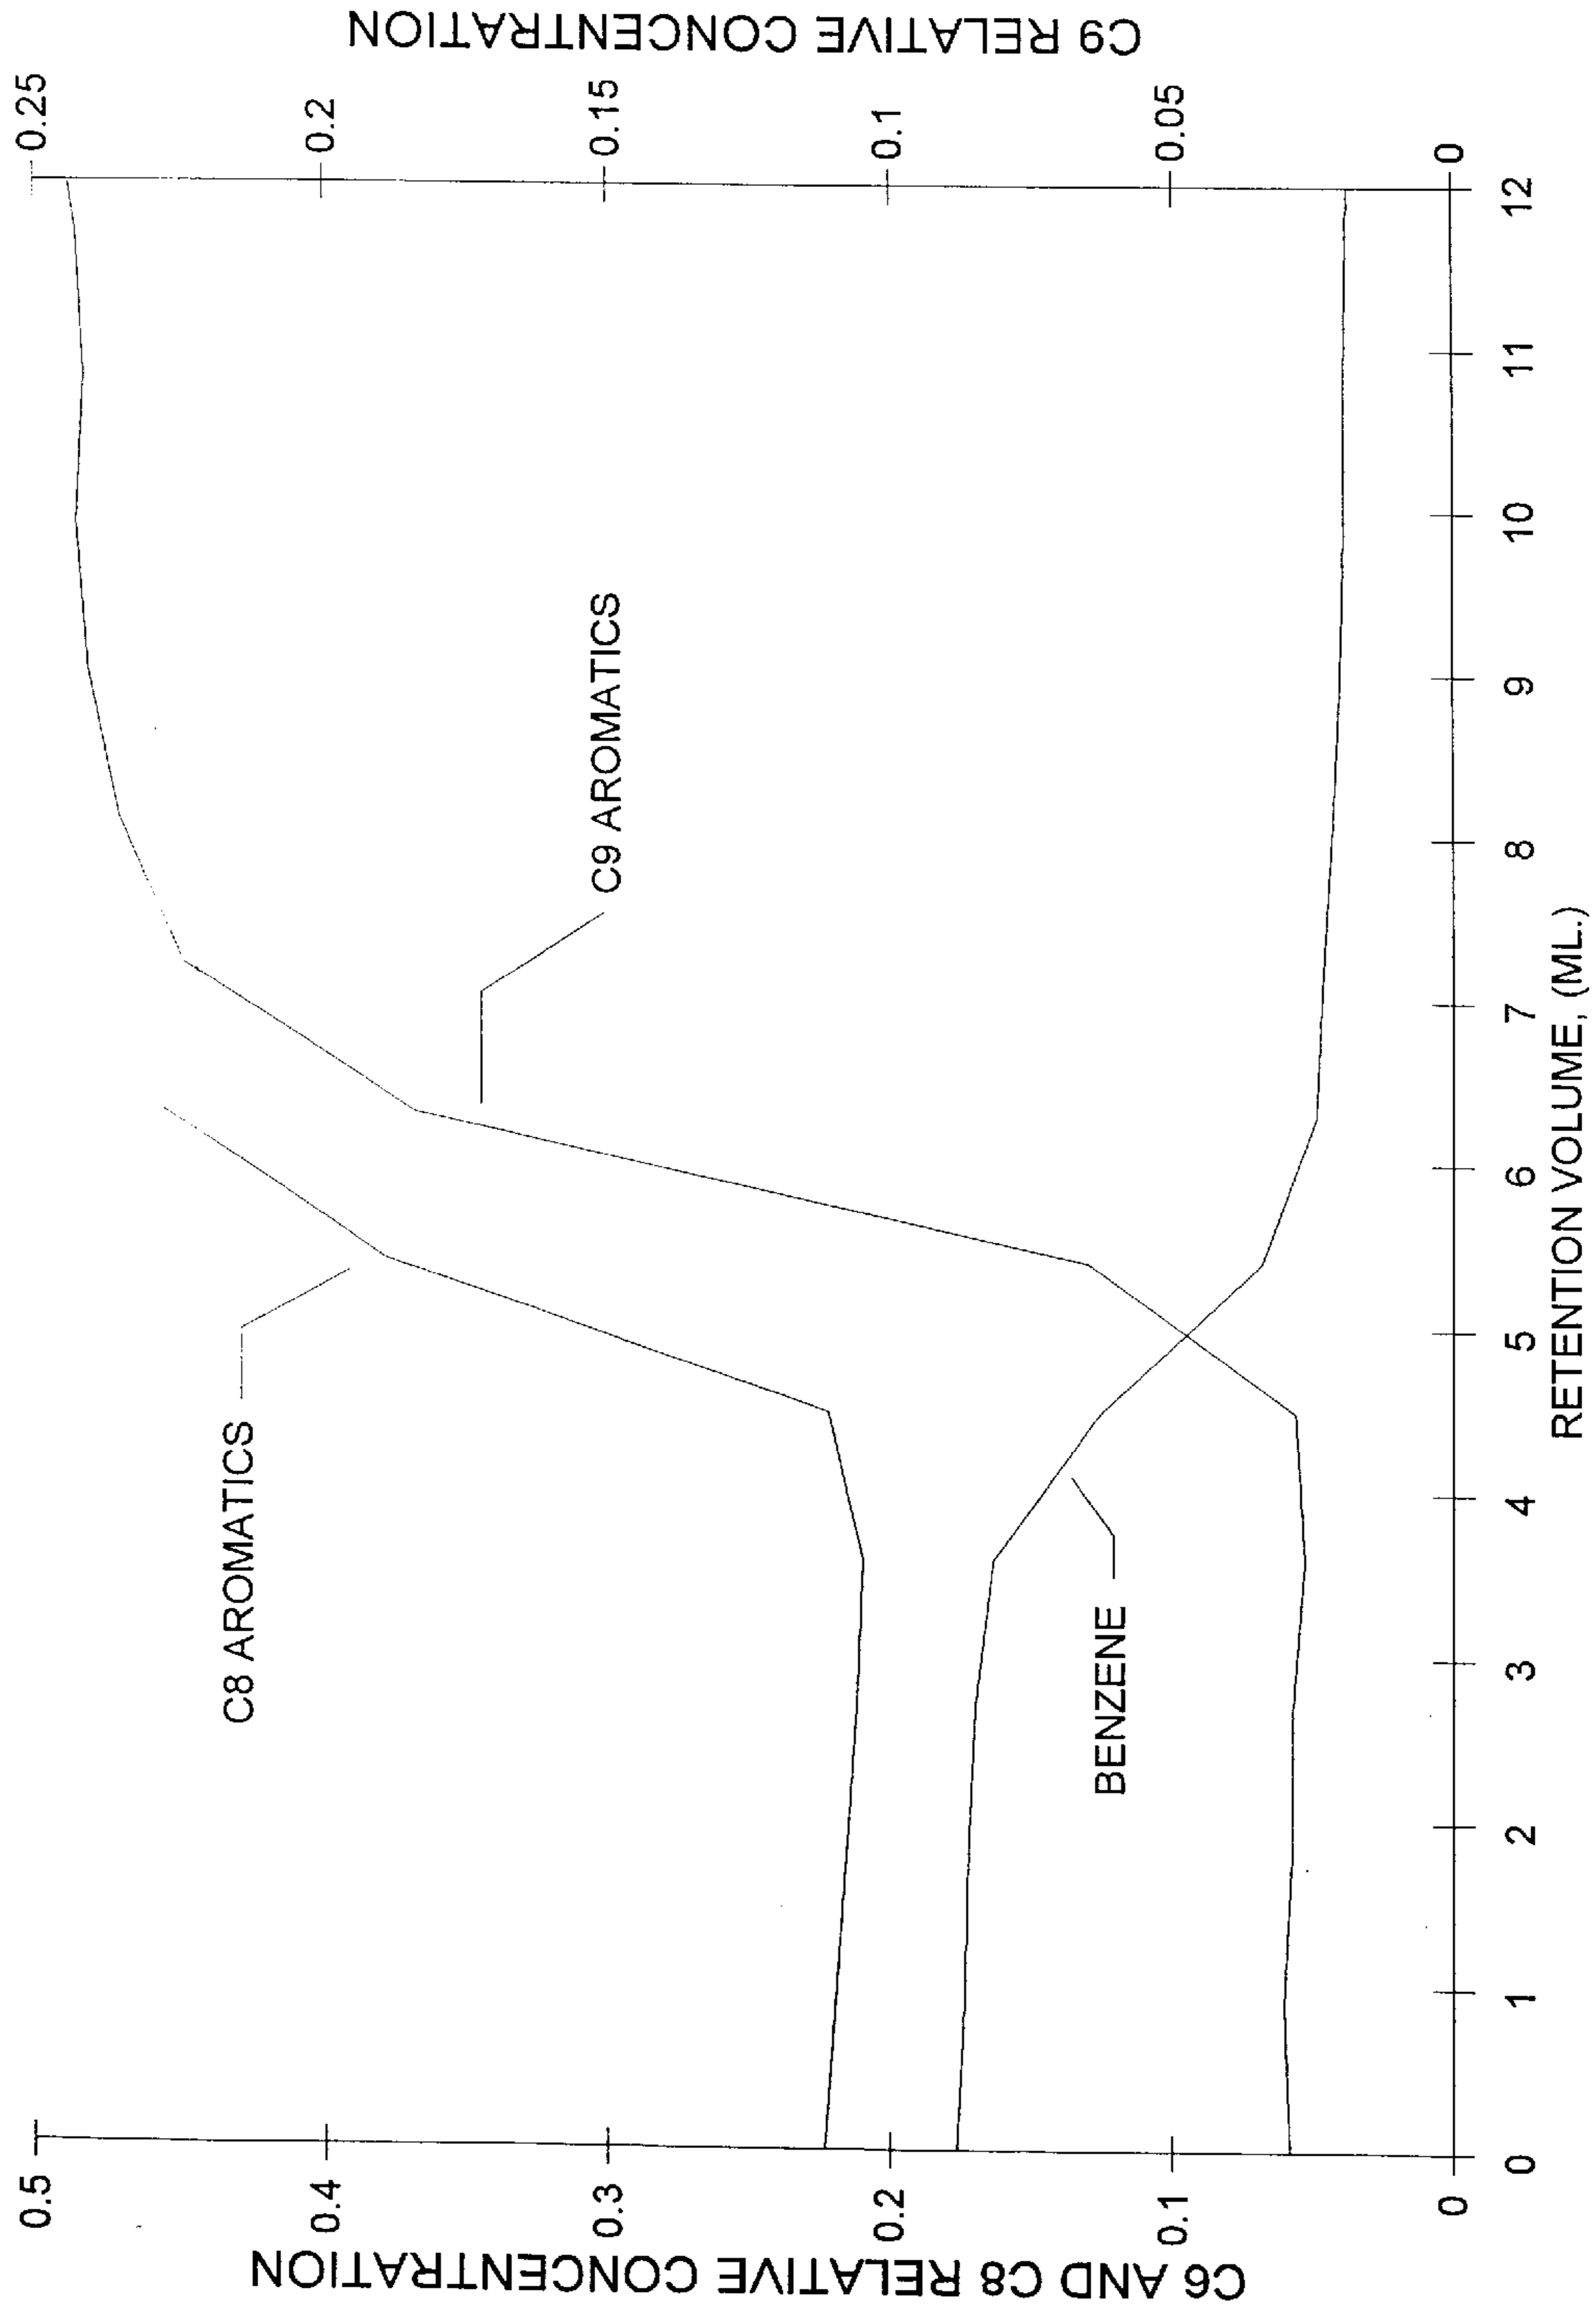 C6 AND C8 RELATIVE CONCENTRATION
0.5
0.4
0.3
0.2
0.1
0
C8 AROMATICS
C9 AROMATICS
BENZENE
0.25
0.2
0.15
0.1
0.05
0
C9 RELATIVE CONCENTRATION
0 1 2 3 4 5 6 7 8 9 10 11 12
RETENTION VOLUME, (ML.)